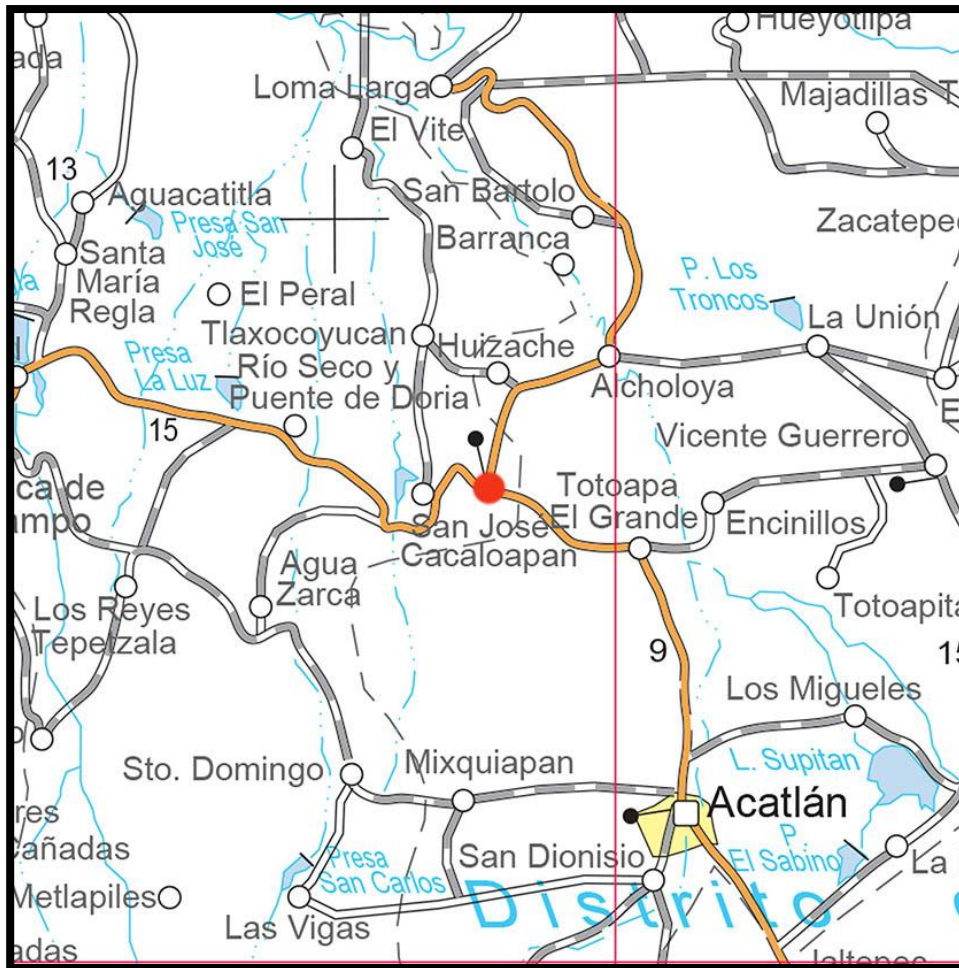 Hueyotlipa
Loma Larga
Majadillas
El Vite
13
Aguacatitla
San Bartolo
Presa San
José
Barranca
Zacatepec
Santa
María
Regla
P. Los
Troncos
El Peral
La Unión
Tlaxocoyucan
Huizache
Presa
La Luz
Río Seco y
Puente de Doria
Alcholoya
15
Vicente Guerrero
Totoapa
El Grande
Encinillos
San José
Cacaloapan
Agua
Zarca
Los Reyes
Tepetzala
Totoapita
9
15
Los Migueles
Sto. Domingo
Mixquiapan
L. Supitan
Acatlán
P.
El Sabino
San Dionisio
Presa
San Carlos
La
Cañadas
Metlapiles
Las Vigas
Distrito